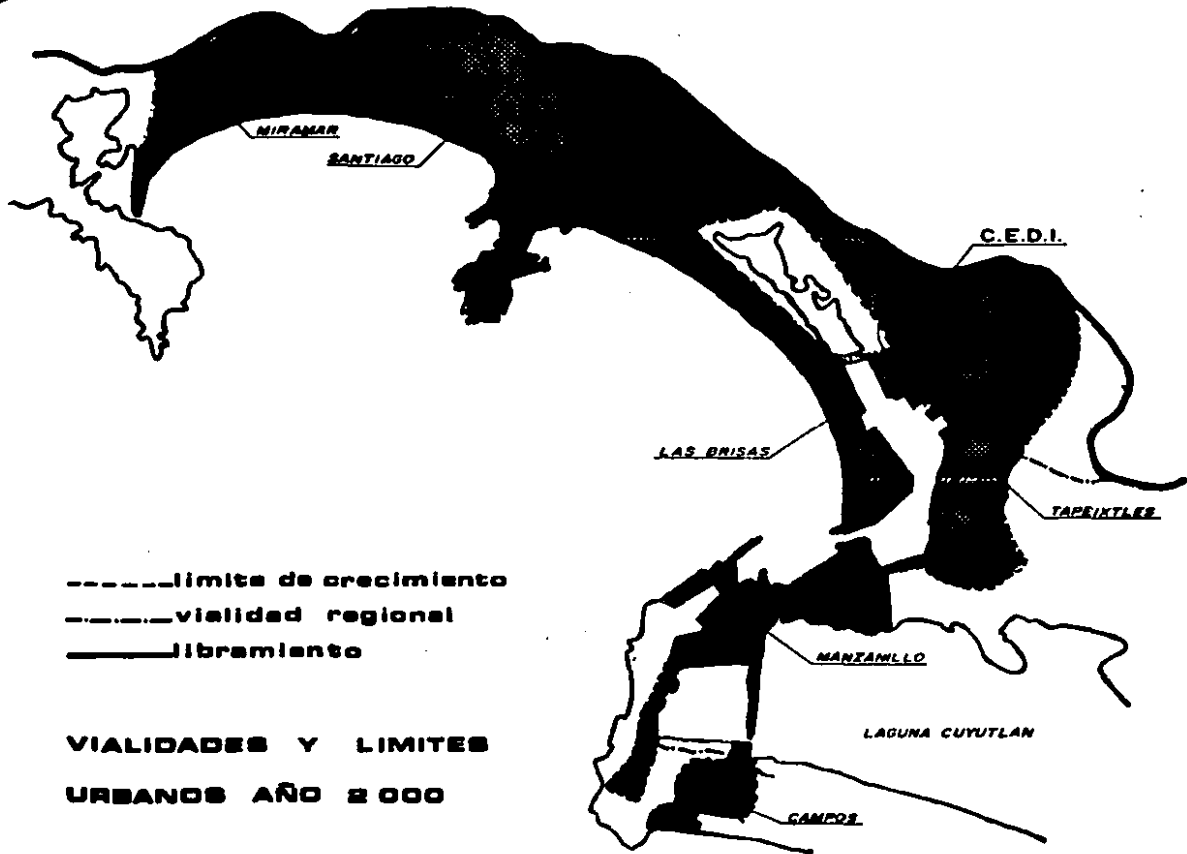 MIRAMAR
SANTIAGO
C.E.D.I.
LAS BRISAS
TAPEIXTLES
-----limite de crecimiento
-.-.-.-vialidad regional
libramiento
MANZANILLO
LAGUNA CUYUTLAN
VIALIDADES Y LIMITES
URBANOS AÑO 2000
CAMPOS